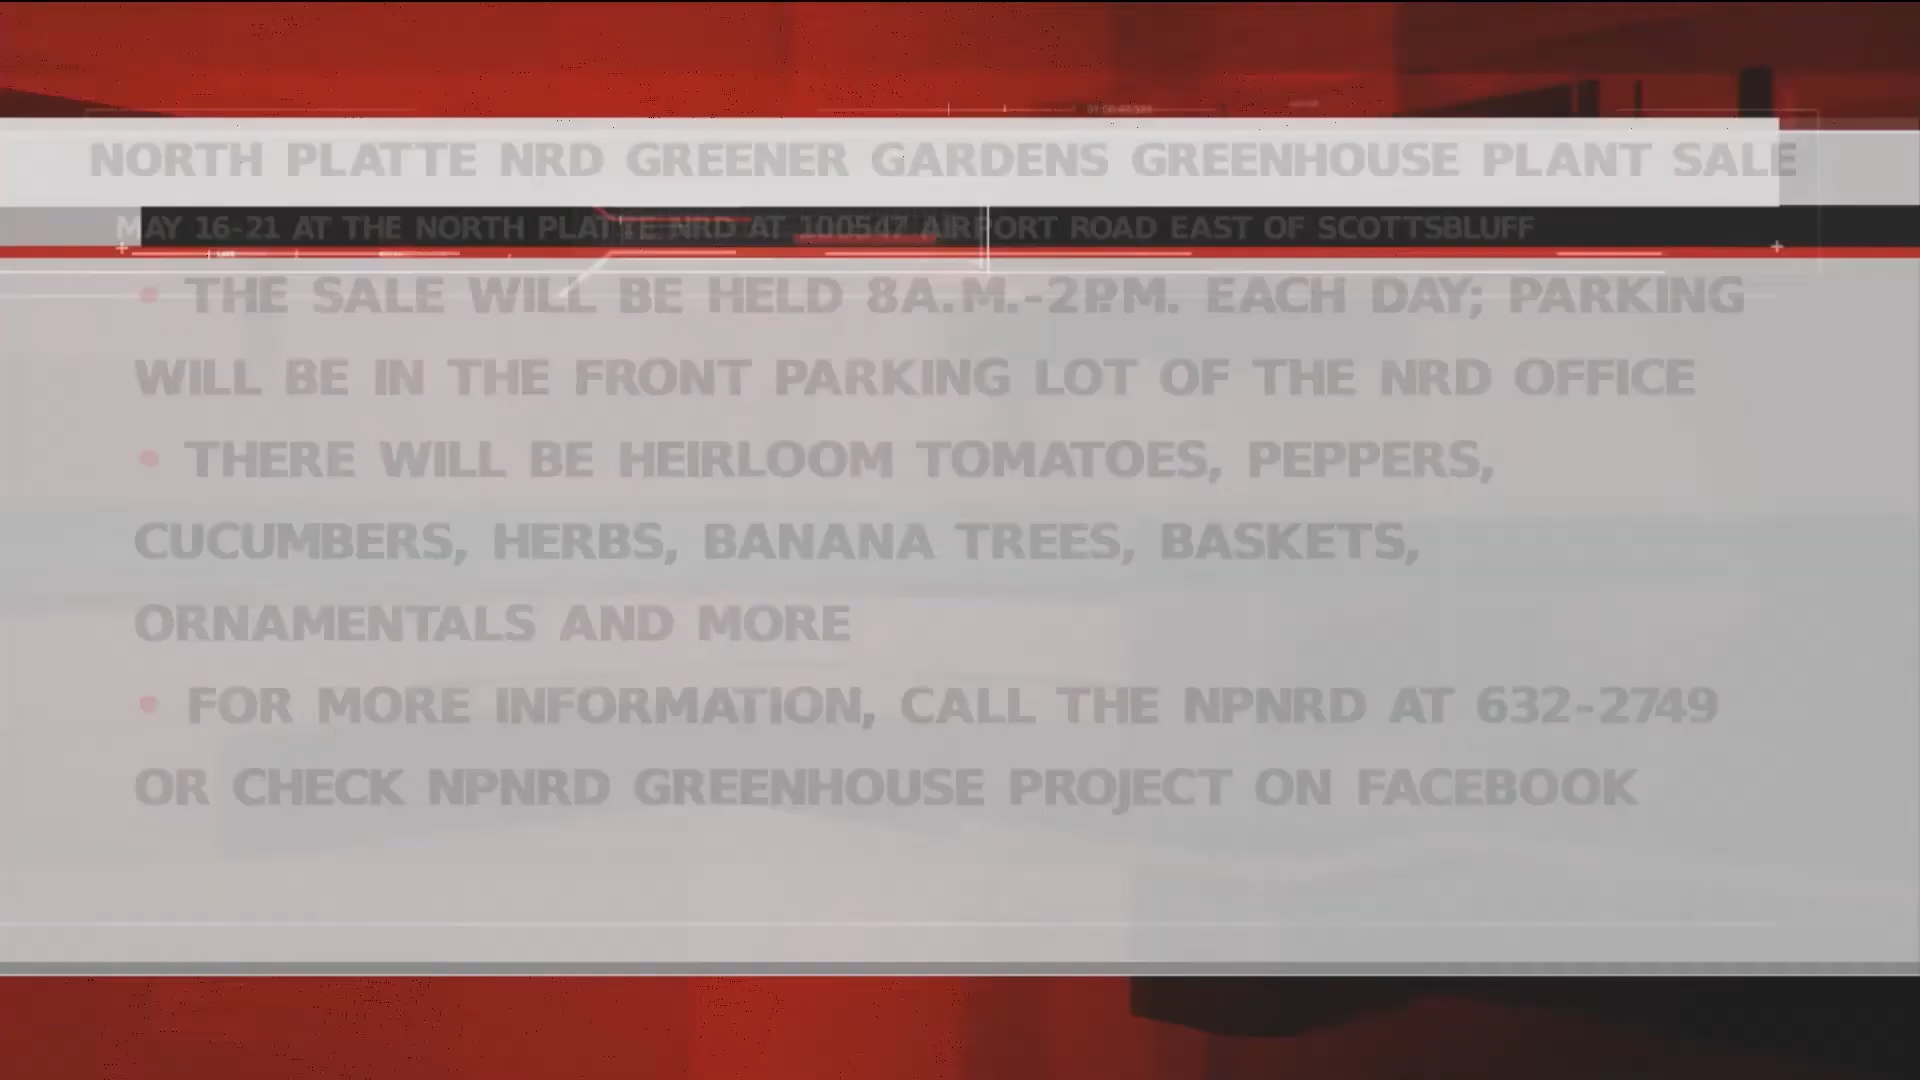 NORTH PLATTE NRD GREENER GARDENS GREENHOUSE PLANT SALE
MAY 16-21 AT THE NORTH PLATTE NRD AT 100547 AIRPORT ROAD EAST OF SCOTTSBLUFF
• THE SALE WILL BE HELD 8A.M.-2P.M. EACH DAY; PARKING
WILL BE IN THE FRONT PARKING LOT OF THE NRD OFFICE
• THERE WILL BE HEIRLOOM TOMATOES, PEPPERS,
CUCUMBERS, HERBS, BANANA TREES, BASKETS,
ORNAMENTALS AND MORE
• FOR MORE INFORMATION, CALL THE NPNRD AT 632-2749
OR CHECK NPNRD GREENHOUSE PROJECT ON FACEBOOK